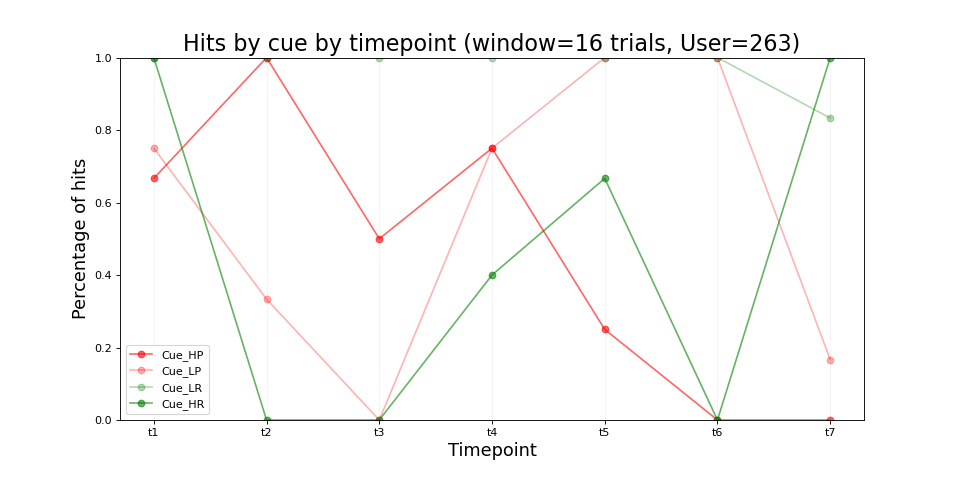 Hits by cue by timepoint (window=16 trials, User=263)
Percentage of hits
1.0
0.8
0.6
0.4
0.2
0.0
Cue_HP
Cue_LP
Cue_LR
Cue_HR
t1 t2 t3 t4 t5 t6 t7
Timepoint